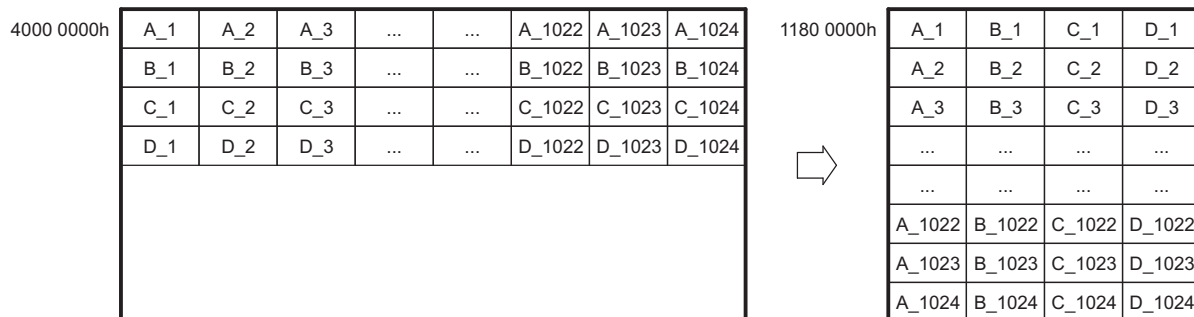 4000 0000h A_1 A_2 A_3 ... ... A_1022 A_1023 A_1024 1180 0000h A_1 B_1 C_1 D_1
B_1 B_2 B_3 ... ... B_1022 B_1023 B_1024 A_2 B_2 C_2 D_2
C_1 C_2 C_3 ... ... C_1022 C_1023 C_1024 A_3 B_3 C_3 D_3
D_1 D_2 D_3 ... ... D_1022 D_1023 D_1024 ... ... ... ...
... ... ... ...
A_1022 B_1022 C_1022 D_1022
A_1023 B_1023 C_1023 D_1023
A_1024 B_1024 C_1024 D_1024